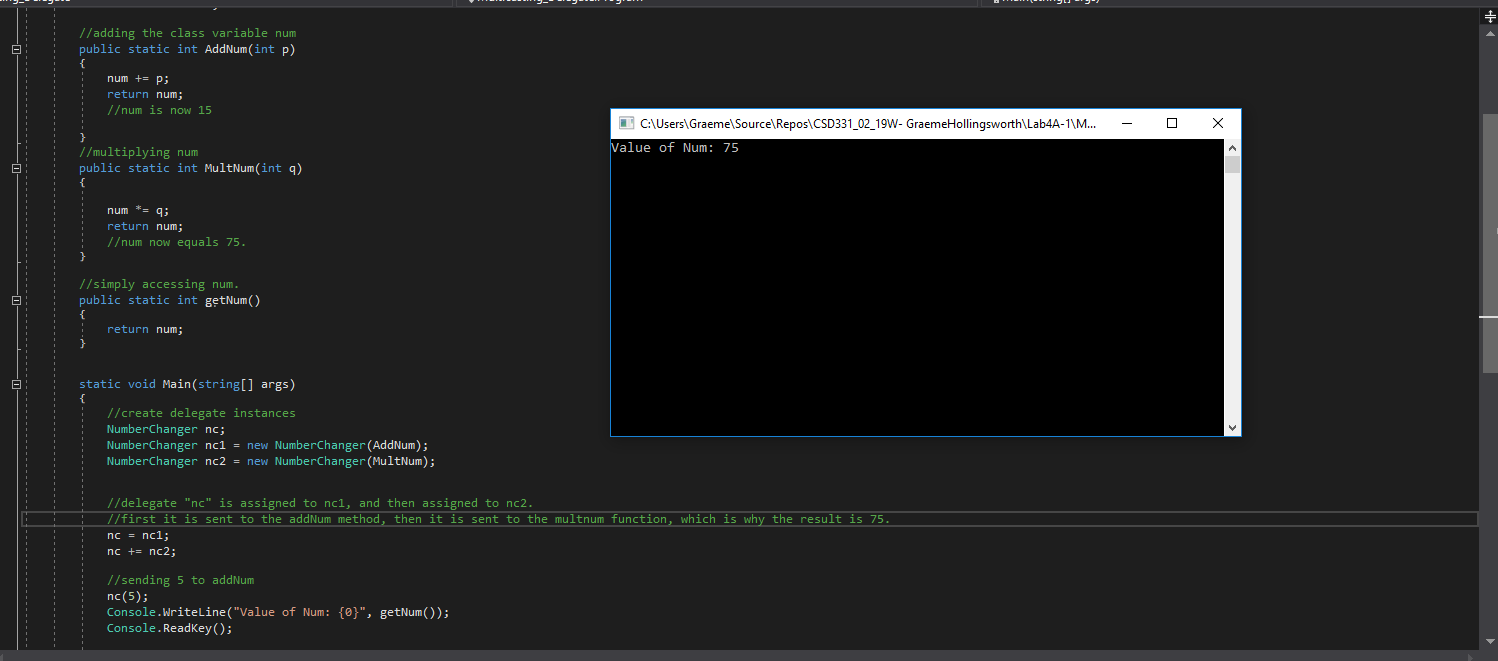 //adding the class variable num
public static int AddNum(int p)
{
num += p;
return num;
//num is now 15
}
//multiplying num
public static int MultNum(int q)
{
num *= q;
return num;
//num now equals 75.
}
//simply accessing num.
public static int getNum()
{
return num;
}
static void Main(string[] args)
{
//create delegate instances
NumberChanger nc;
NumberChanger nc1 = new NumberChanger(AddNum);
NumberChanger nc2 = new NumberChanger(MultNum);
//delegate "nc" is assigned to nc1, and then assigned to nc2.
//first it is sent to the addNum method, then it is sent to the multnum function, which is why the result is 75.
nc = nc1;
nc += nc2;
//sending 5 to addNum
nc(5);
Console.WriteLine("Value of Num: {0}", getNum());
Console.ReadKey();
C:\Users\Graeme\Source\Repos\CSD331_02_19W- GraemeHollingsworth\Lab4A-1\M...
Value of Num: 75